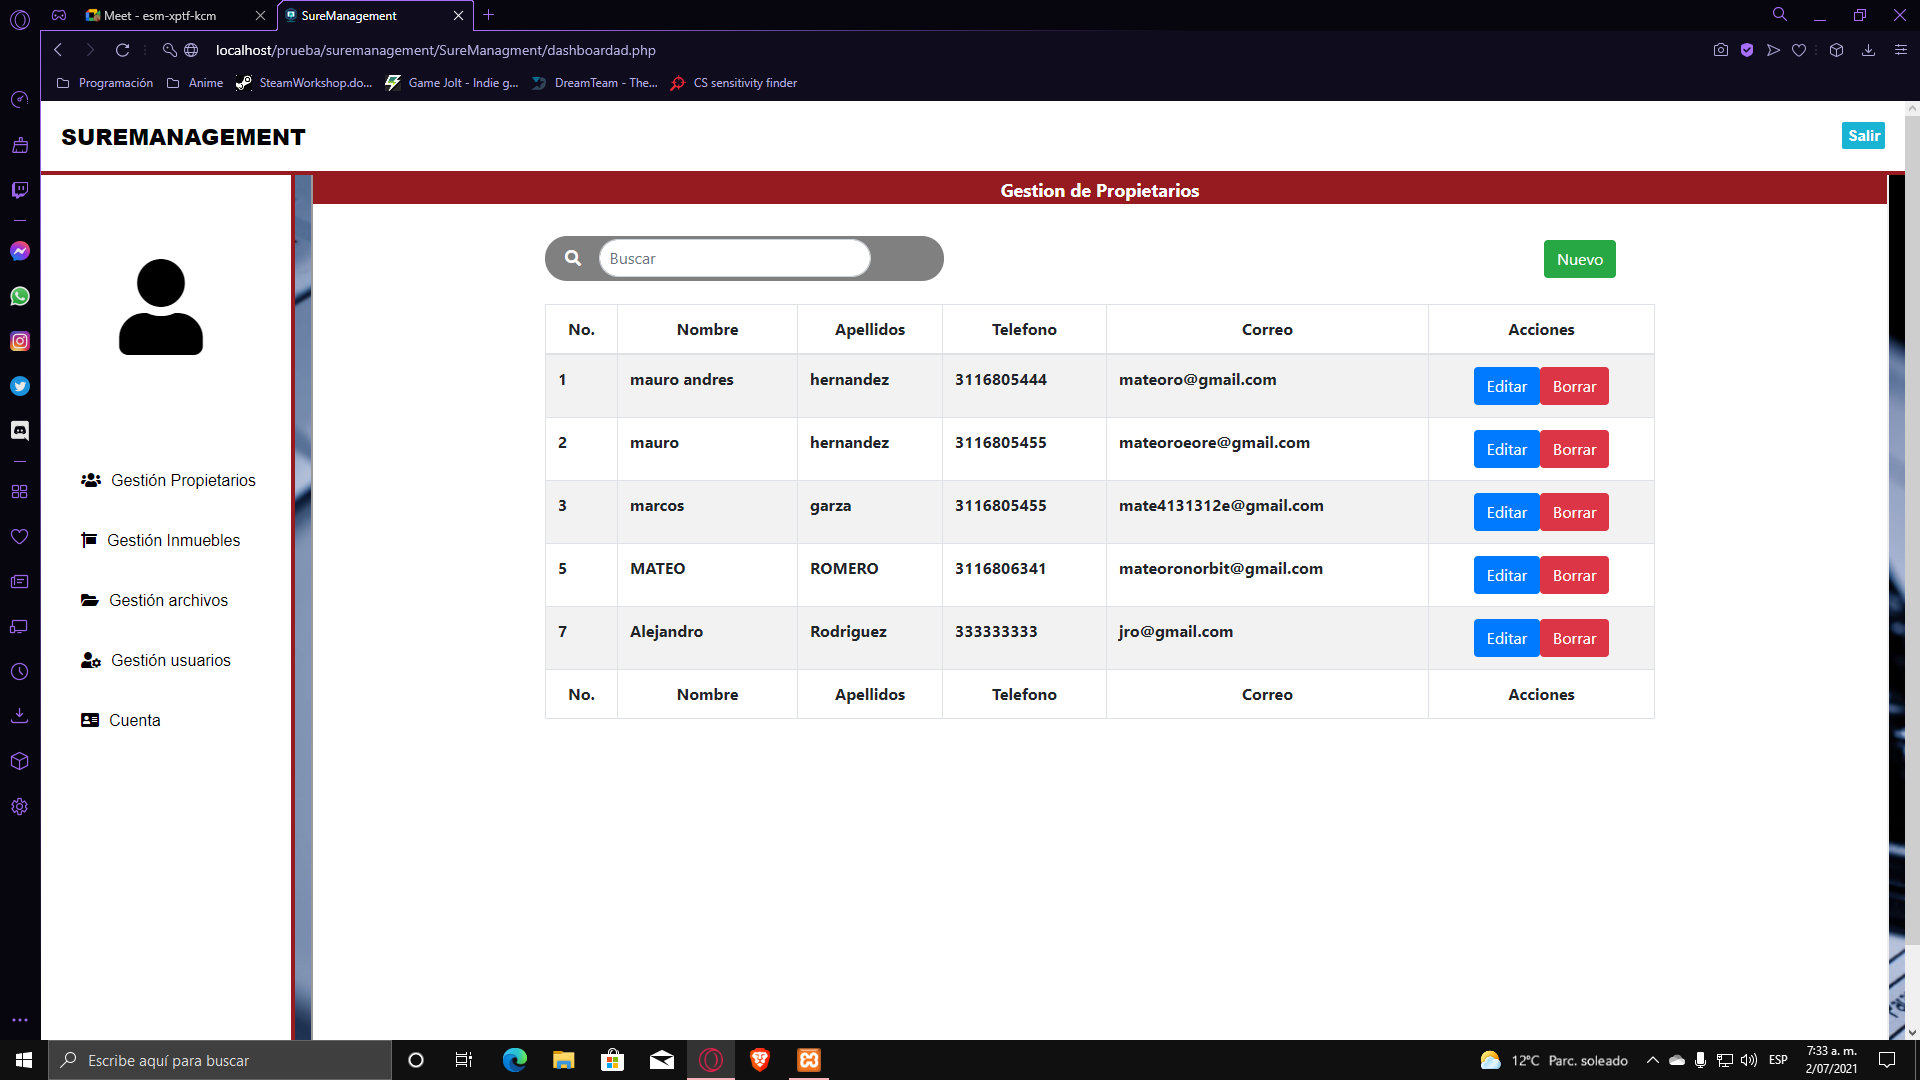 Meet - esm-xptf-kcm
SureManagement
localhost/prueba/suremanagement/SureManagment/dashboardad.php
Programación
Anime
SteamWorkshop.do...
Game Jolt - Indie g...
DreamTeam - The...
CS sensitivity finder
SUREMANAGEMENT
Salir
Gestión Propietarios
Gestión Inmuebles
Gestión archivos
Gestión usuarios
Cuenta
Gestion de Propietarios
Buscar
Nuevo
No. Nombre Apellidos Telefono Correo Acciones
1 mauro andres hernandez 3116805444 mateoro@gmail.com Editar Borrar
2 mauro hernandez 3116805455 mateoroeore@gmail.com Editar Borrar
3 marcos garza 3116805455 mate4131312e@gmail.com Editar Borrar
5 MATEO ROMERO 3116806341 mateoronorbit@gmail.com Editar Borrar
7 Alejandro Rodriguez 333333333 jro@gmail.com Editar Borrar
No. Nombre Apellidos Telefono Correo Acciones
Escribe aquí para buscar
12°C Parc. soleado
ESP
7:33 a. m.
2/07/2021